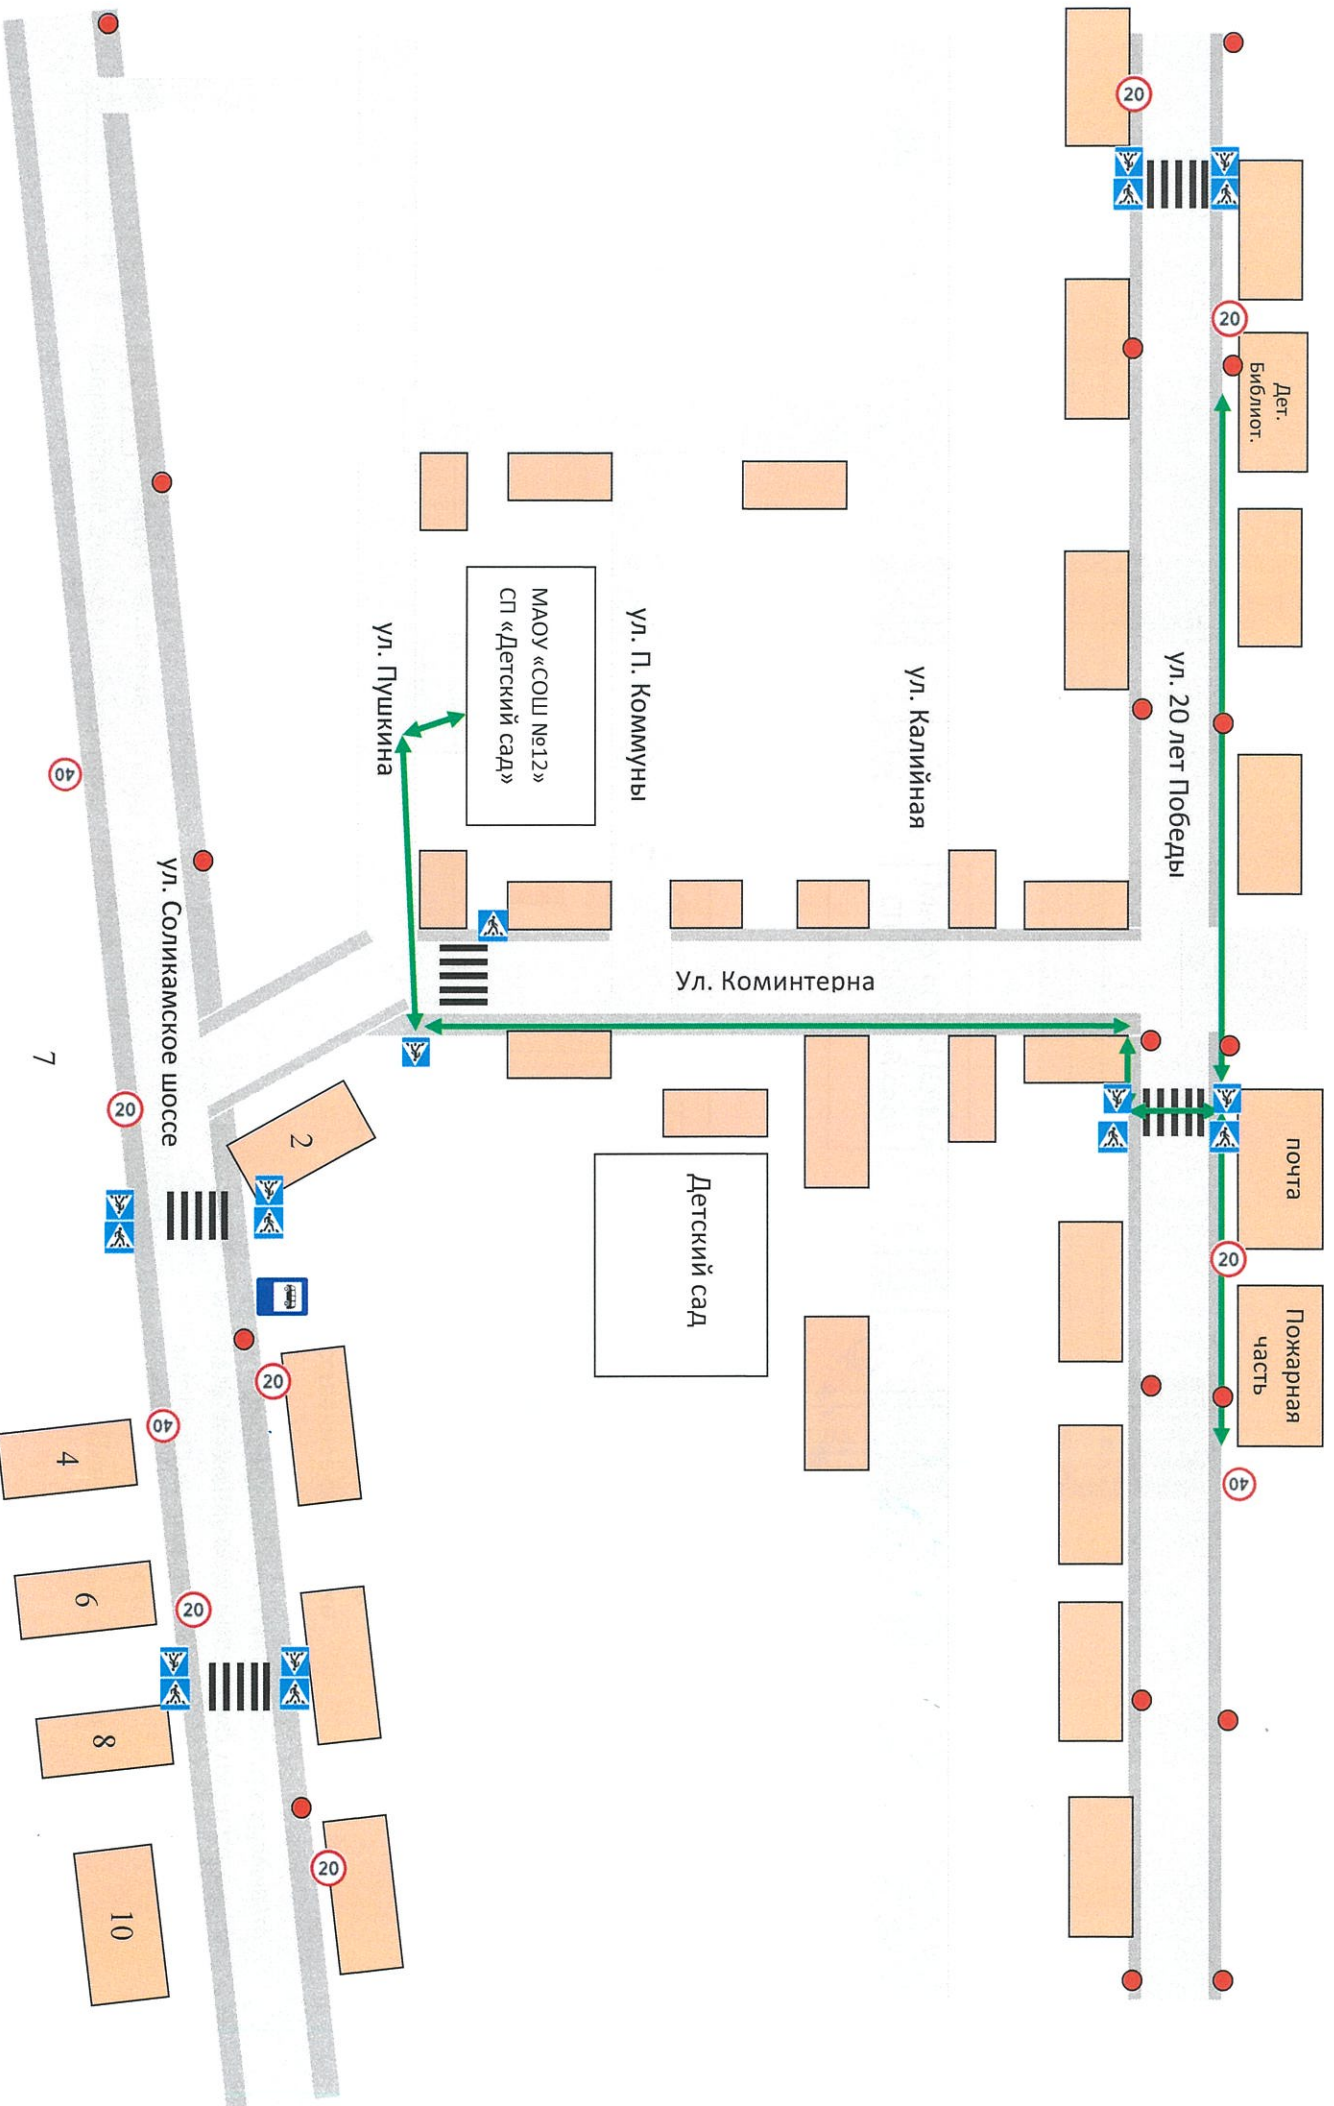 Дет.
Библиот.
почта
Пожарная
часть
20
20
20
40
ул. 20 лет Победы
ул. Калийная
ул. П. Коммуны
МАОУ «СОШ №12»
СП «Детский сад»
ул. Пушкина
Ул. Коминтерна
Детский сад
ул. Соликамское шоссе
2
20
20
40
20
40
20
4
6
8
10
7